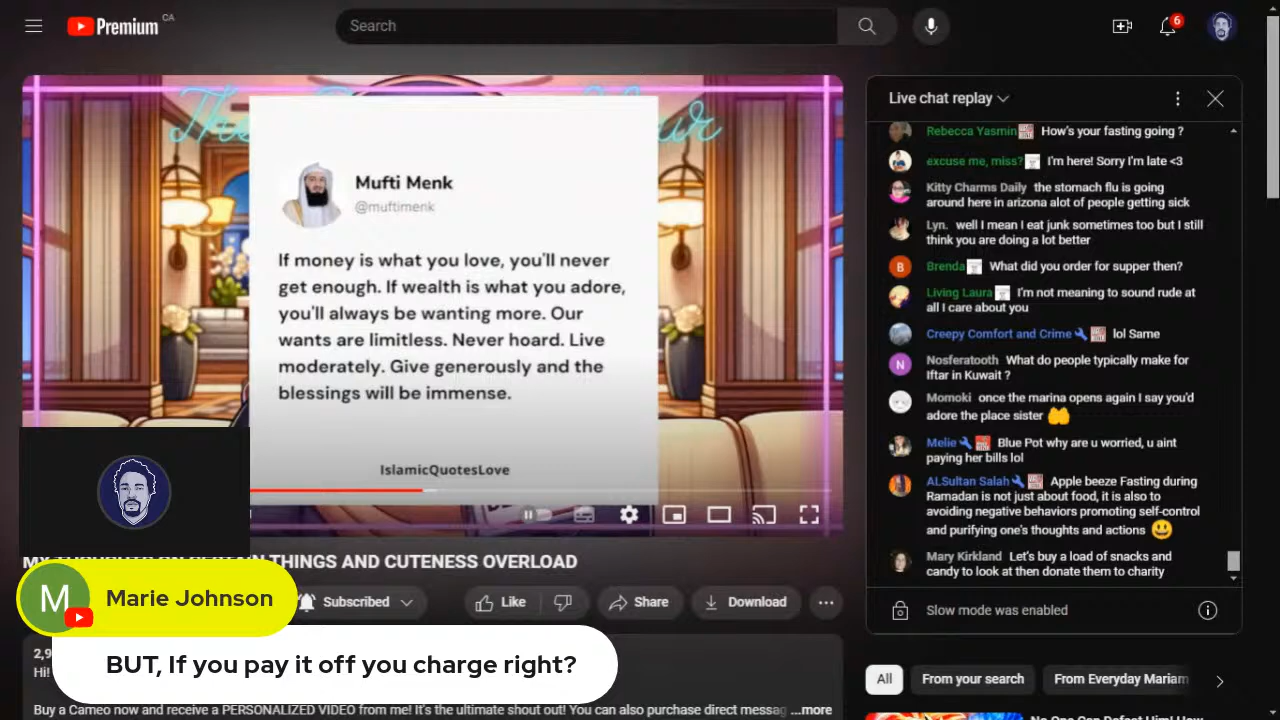 Premium CA
Search
6
The
ur
Mufti Menk
@muftimenk
If money is what you love, you'll never
get enough. If wealth is what you adore,
you'll always be wanting more. Our
wants are limitless. Never hoard. Live
moderately. Give generously and the
blessings will be immense.
IslamicQuotesLove
THINGS AND CUTENESS OVERLOAD
Subscribed
Like
Share
Download
M
Marie Johnson
BUT, If you pay it off you charge right?
2,9
Hi!
Buy a Cameo now and receive a PERSONALIZED VIDEO from me! It's the ultimate shout out! You can also purchase direct messag ...more
Live chat replay
Rebecca Yasmin How's your fasting going ?
excuse me, miss? I'm here! Sorry I'm late <3
Kitty Charms Daily the stomach flu is going
around here in arizona alot of people getting sick
Lyn. well I mean I eat junk sometimes too but I still
think you are doing a lot better
B
Brenda What did you order for supper then?
Living Laura I'm not meaning to sound rude at
all I care about you
Creepy Comfort and Crime lol Same
N
Nosferatooth What do people typically make for
Iftar in Kuwait ?
Momoki once the marina opens again I say you'd
adore the place sister
Melie Blue Pot why are u worried, u aint
paying her bills lol
ALSultan Salah Apple beeze Fasting during
Ramadan is not just about food, it is also to
avoiding negative behaviors promoting self-control
and purifying one's thoughts and actions 😃
Mary Kirkland Let's buy a load of snacks and
candy to look at then donate them to charity
Slow mode was enabled
All
From your search
From Everyday Mariam
No One Can Defect Him! How